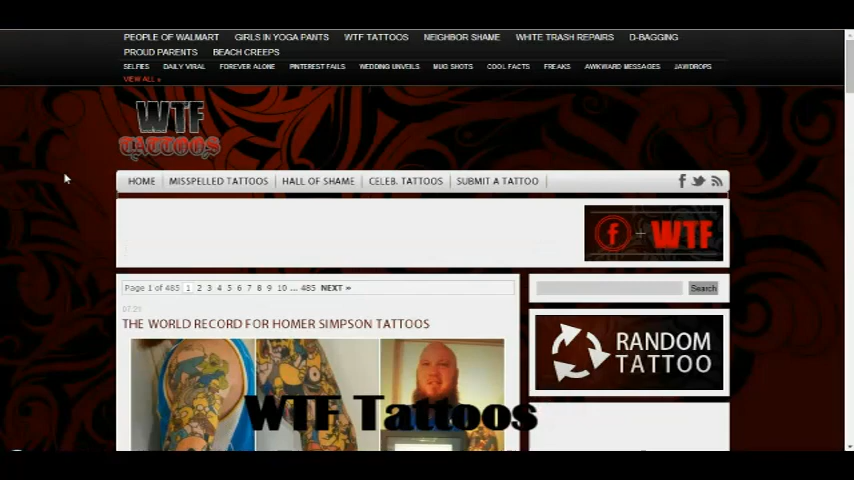 PEOPLE OF WALMART GIRLS IN YOGA PANTS WTF TATTOOS NEIGHBOR SHAME WHITE TRASH REPAIRS D-BAGGING
PROUD PARENTS BEACH CREEPS
SELFIES DAILY VIRAL FOREVER ALONE PINTEREST FAILS WEDDING UNVEILS MUG SHOTS COOL FACTS FREAKS AWKWARD MESSAGES JAWDROPS
VIEW ALL »
WTF
TATTOOS
HOME MISSPELLED TATTOOS HALL OF SHAME CELEB. TATTOOS SUBMIT A TATTOO
f + WTF
Page 1 of 485 1 2 3 4 5 6 7 8 9 10 ... 485 NEXT »
Search
07.21
THE WORLD RECORD FOR HOMER SIMPSON TATTOOS
RANDOM
TATTOO
WTF Tattoos